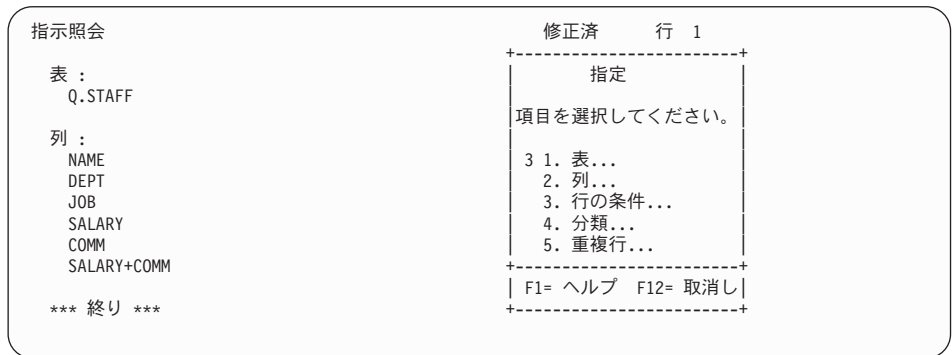 指示照会 修正済 行 1
表 :
Q.STAFF
列 :
NAME
DEPT
JOB
SALARY
COMM
SALARY+COMM
*** 終り ***
指定
項目を選択してください。
3 1. 表...
2. 列...
3. 行の条件...
4. 分類...
5. 重複行...
F1= ヘルプ F12= 取消し